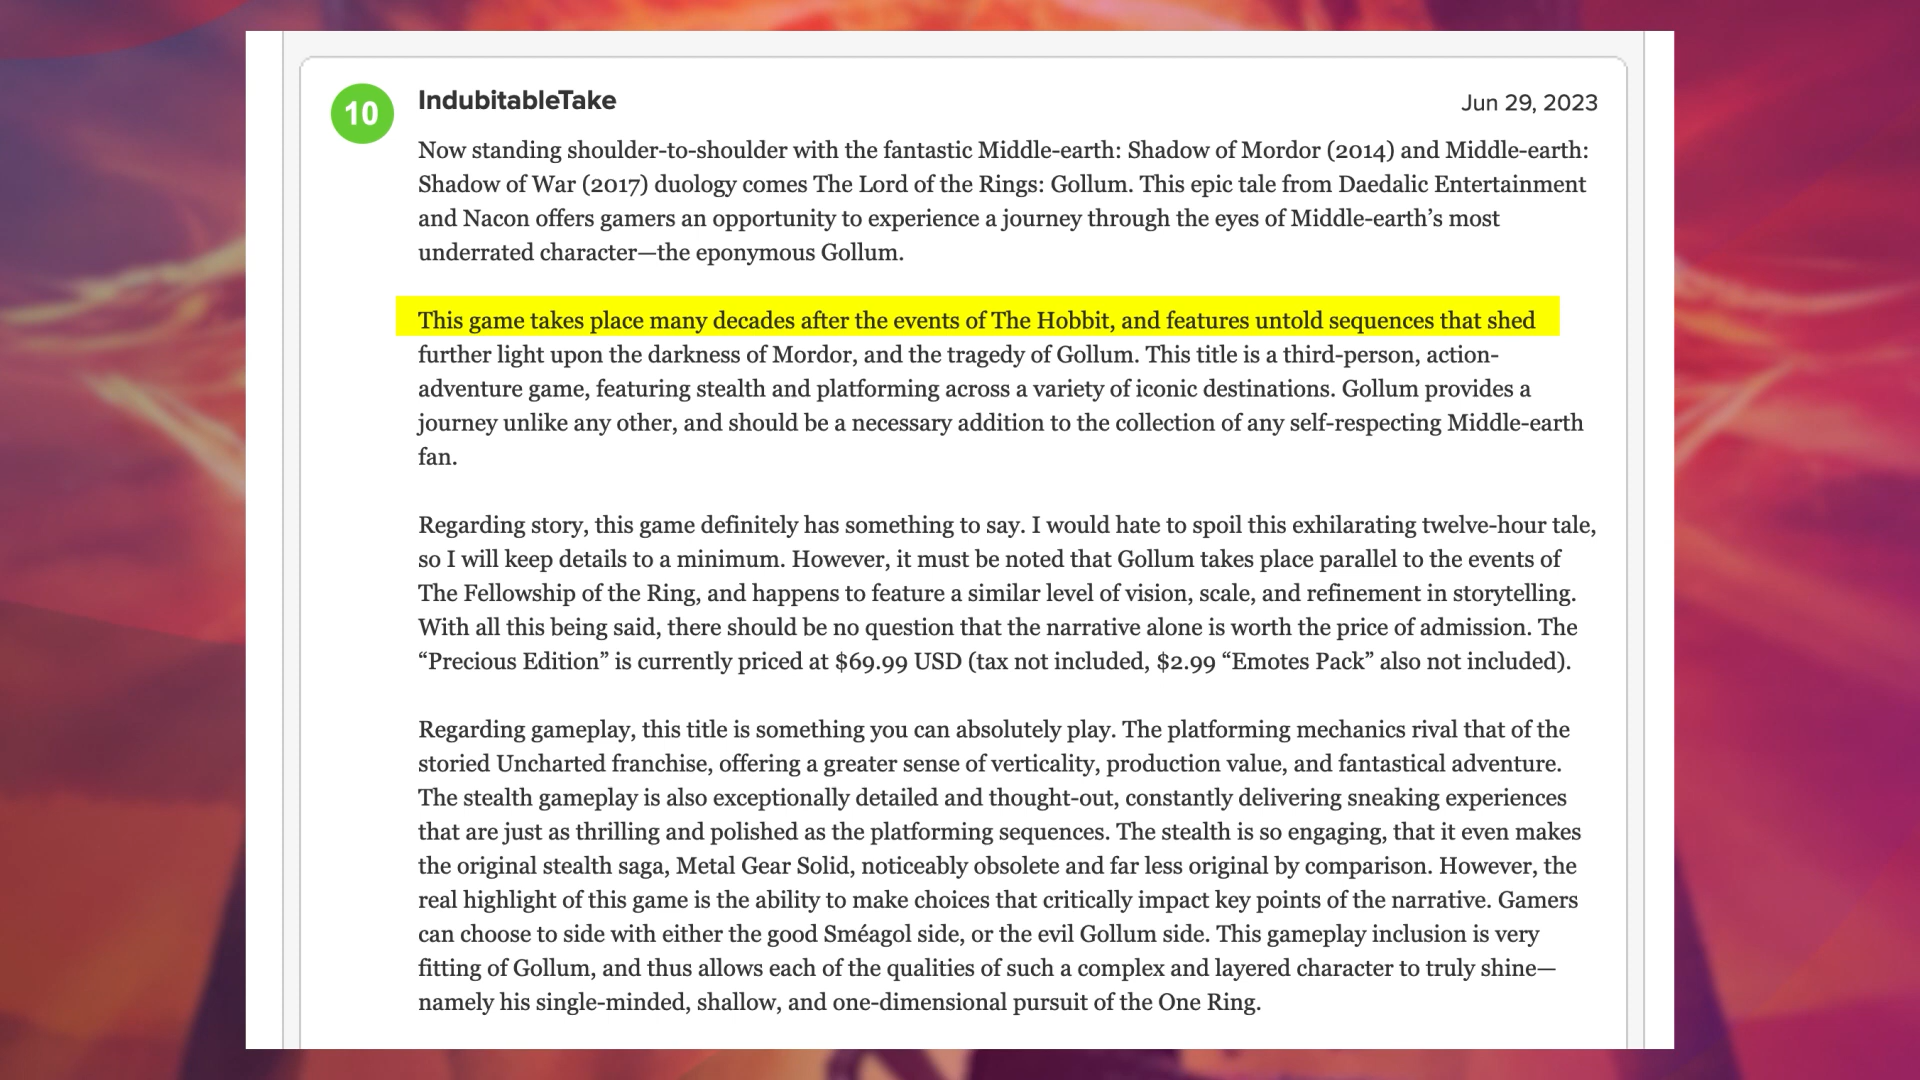 10
IndubitableTake
Jun 29, 2023
Now standing shoulder-to-shoulder with the fantastic Middle-earth: Shadow of Mordor (2014) and Middle-earth:
Shadow of War (2017) duology comes The Lord of the Rings: Gollum. This epic tale from Daedalic Entertainment
and Nacon offers gamers an opportunity to experience a journey through the eyes of Middle-earth’s most
underrated character—the eponymous Gollum.
This game takes place many decades after the events of The Hobbit, and features untold sequences that shed
further light upon the darkness of Mordor, and the tragedy of Gollum. This title is a third-person, action-
adventure game, featuring stealth and platforming across a variety of iconic destinations. Gollum provides a
journey unlike any other, and should be a necessary addition to the collection of any self-respecting Middle-earth
fan.
Regarding story, this game definitely has something to say. I would hate to spoil this exhilarating twelve-hour tale,
so I will keep details to a minimum. However, it must be noted that Gollum takes place parallel to the events of
The Fellowship of the Ring, and happens to feature a similar level of vision, scale, and refinement in storytelling.
With all this being said, there should be no question that the narrative alone is worth the price of admission. The
“Precious Edition” is currently priced at $69.99 USD (tax not included, $2.99 “Emotes Pack” also not included).
Regarding gameplay, this title is something you can absolutely play. The platforming mechanics rival that of the
storied Uncharted franchise, offering a greater sense of verticality, production value, and fantastical adventure.
The stealth gameplay is also exceptionally detailed and thought-out, constantly delivering sneaking experiences
that are just as thrilling and polished as the platforming sequences. The stealth is so engaging, that it even makes
the original stealth saga, Metal Gear Solid, noticeably obsolete and far less original by comparison. However, the
real highlight of this game is the ability to make choices that critically impact key points of the narrative. Gamers
can choose to side with either the good Sméagol side, or the evil Gollum side. This gameplay inclusion is very
fitting of Gollum, and thus allows each of the qualities of such a complex and layered character to truly shine—
namely his single-minded, shallow, and one-dimensional pursuit of the One Ring.